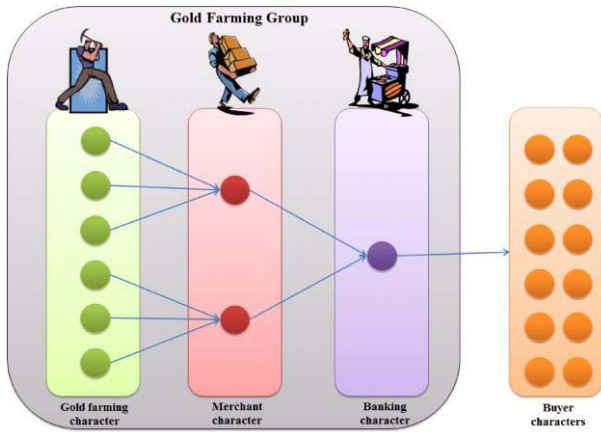 Gold Farming Group
Gold farming
character
Merchant
character
Banking
character
Buyer
characters